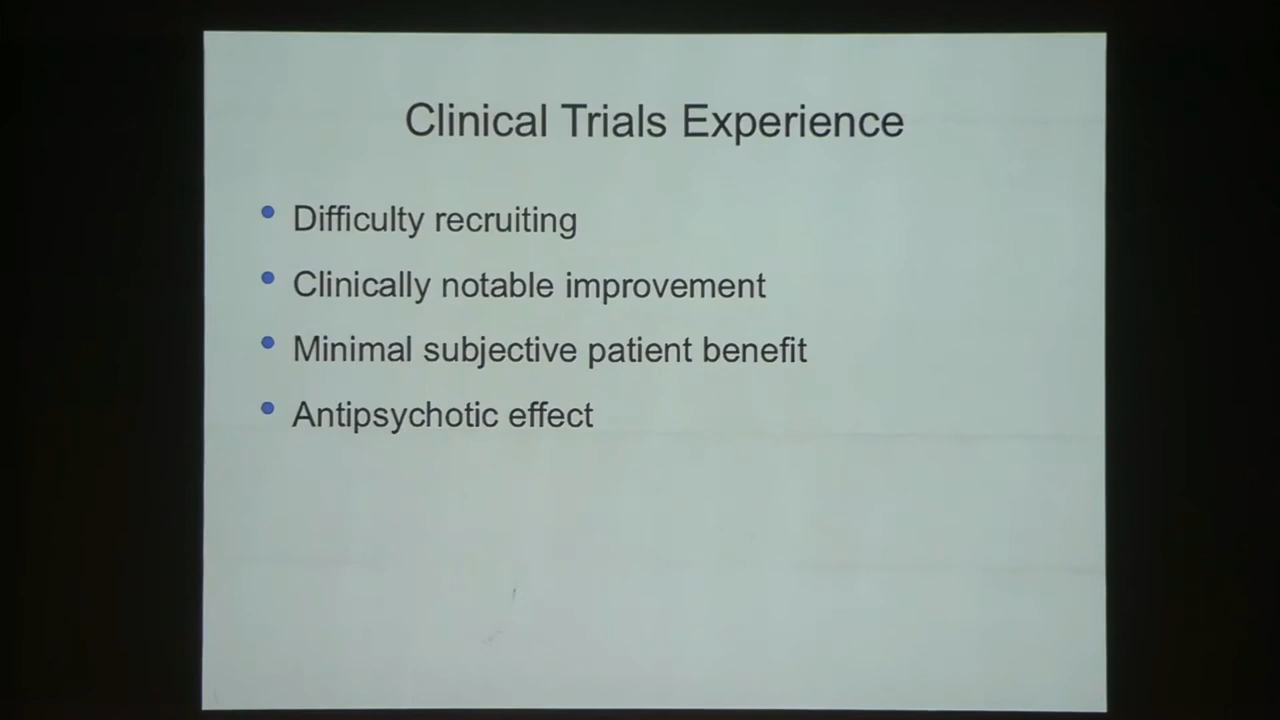 Clinical Trials Experience
• Difficulty recruiting
• Clinically notable improvement
• Minimal subjective patient benefit
• Antipsychotic effect